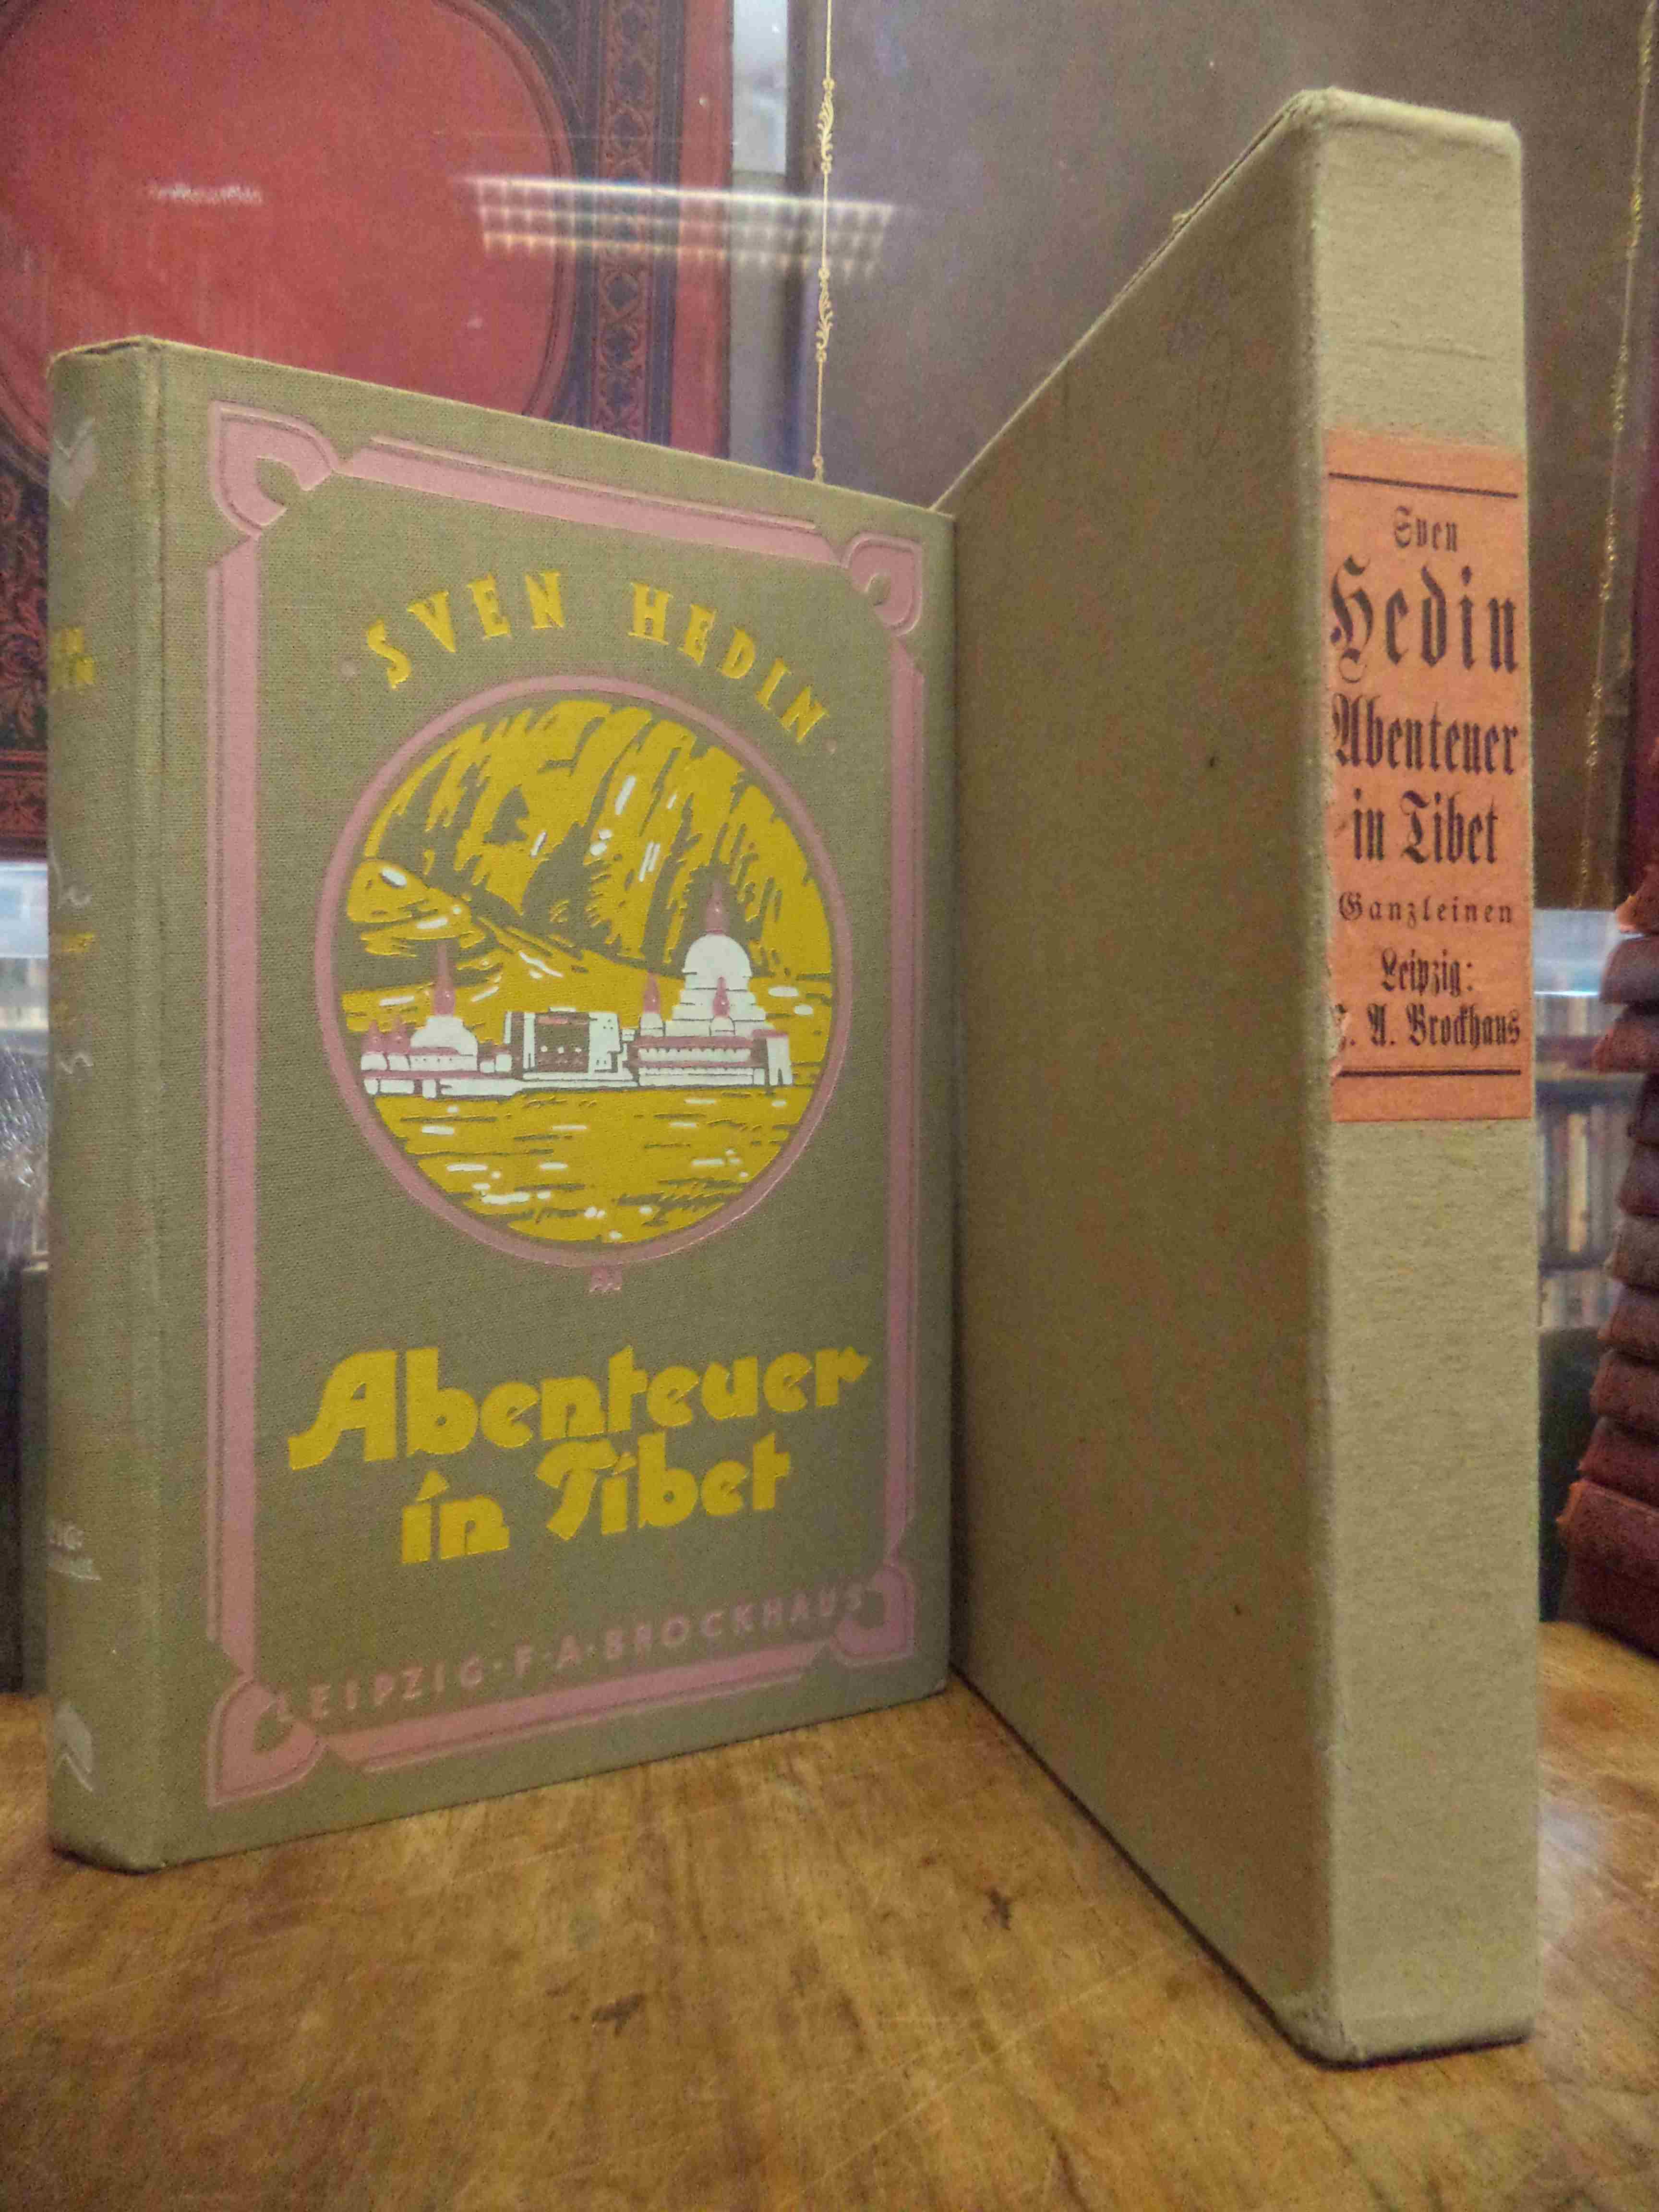 SVEN HEDIN
Abenteuer
in Tibet
LEIPZIG·F·A·BROCKHAUS
Sven
Hedin
Abenteuer
in Tibet
Ganzleinen
Leipzig:
. A. Brockhaus